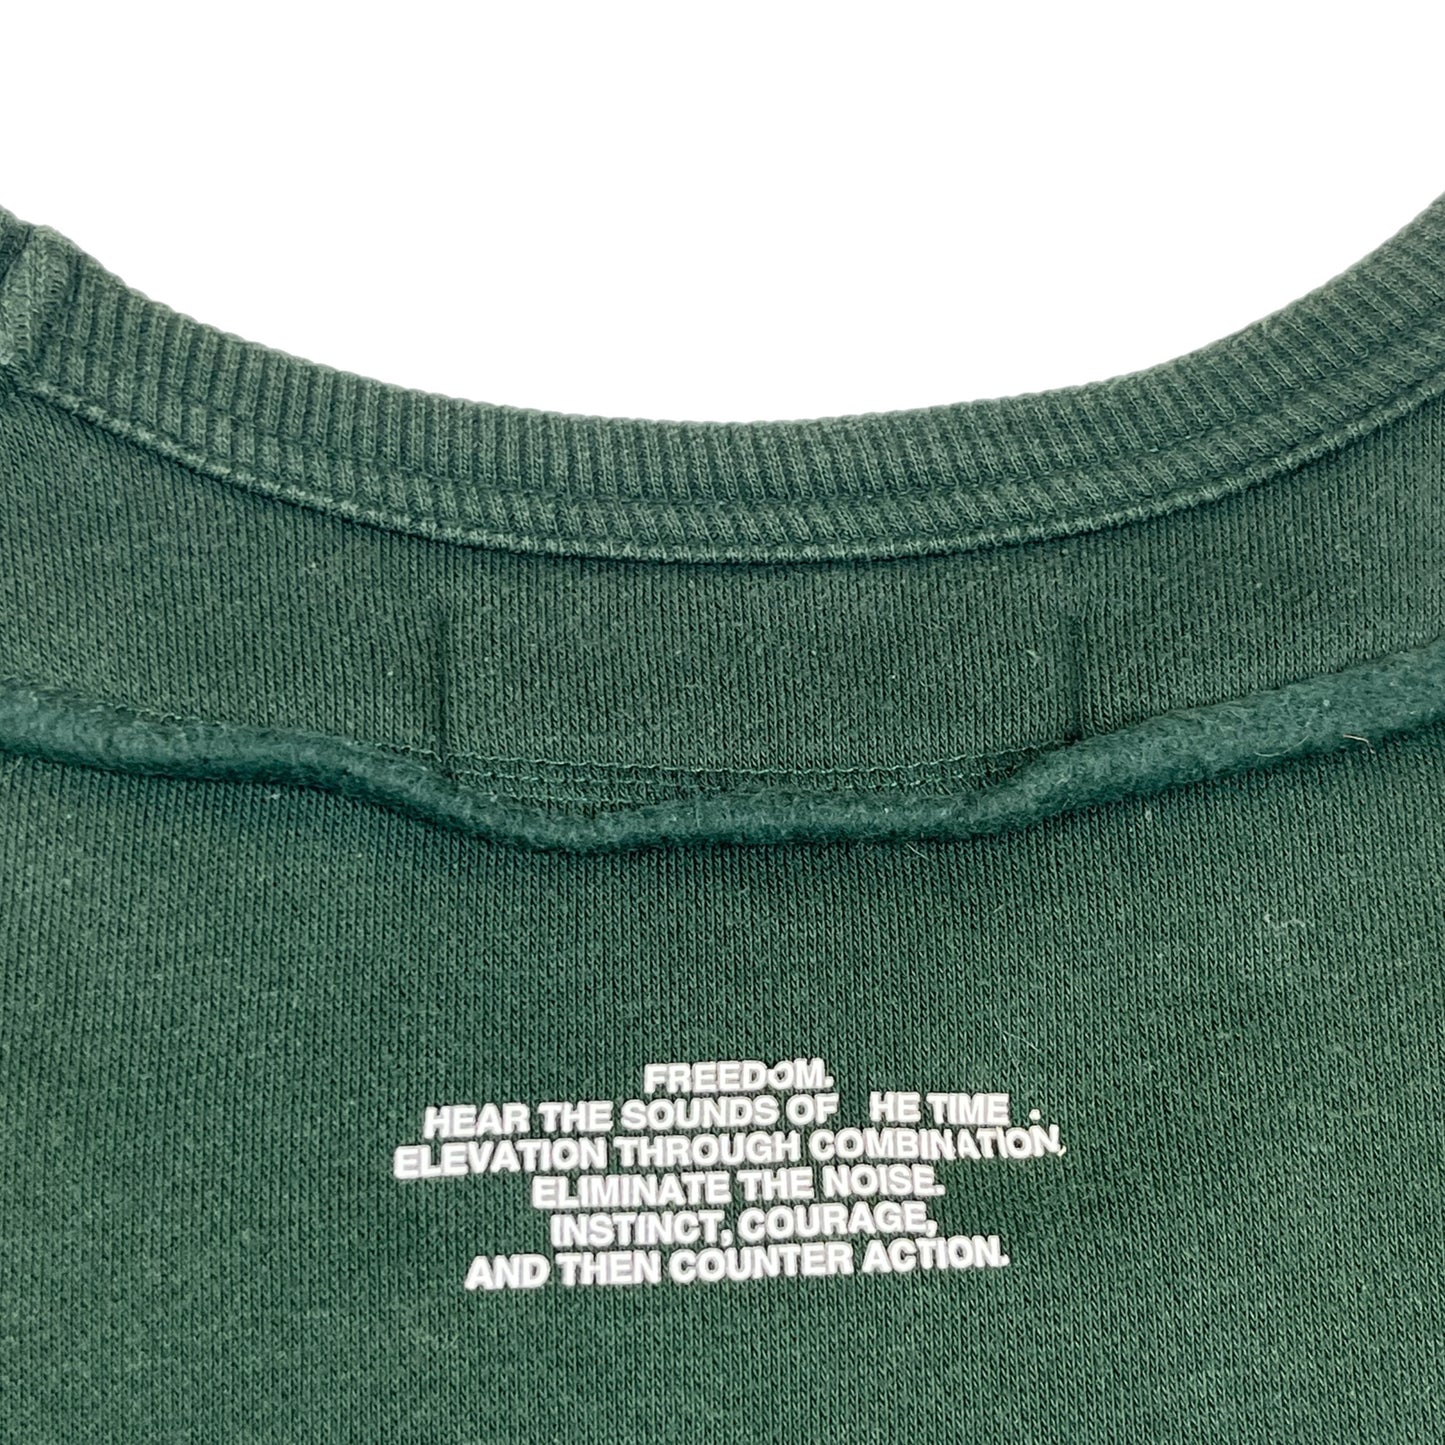 FREEDOM.
HEAR THE SOUNDS OF HE TIME .
ELEVATION THROUGH COMBINATION,
ELIMINATE THE NOISE.
INSTINCT, COURAGE,
AND THEN COUNTER ACTION.